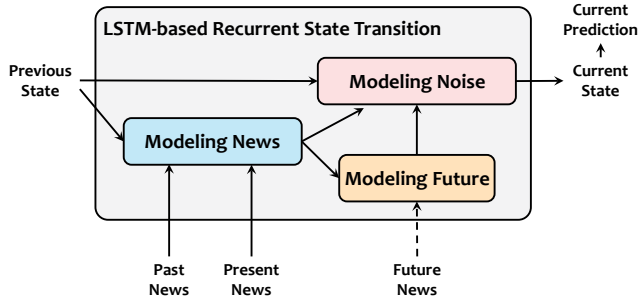 LSTM-based Recurrent State Transition
Current
Prediction
Previous
State
Modeling Noise
Current
State
Modeling News
Modeling Future
Past
News
Present
News
Future
News